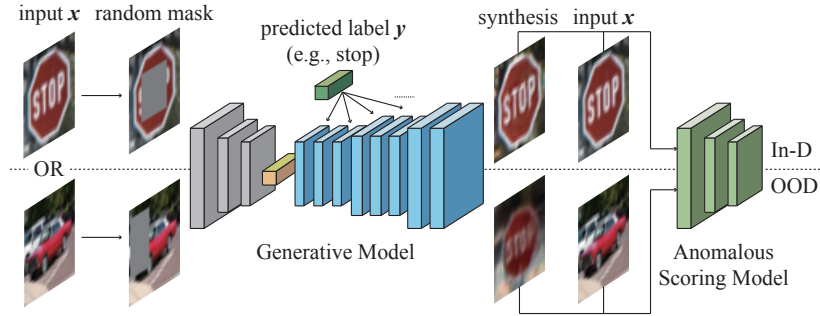 input x
random mask
predicted label y
(e.g., stop)
synthesis
input x
STOP
STOP
STOP
STOP
In-D
OR
OOD
STOP
Generative Model
Anomalous
Scoring Model